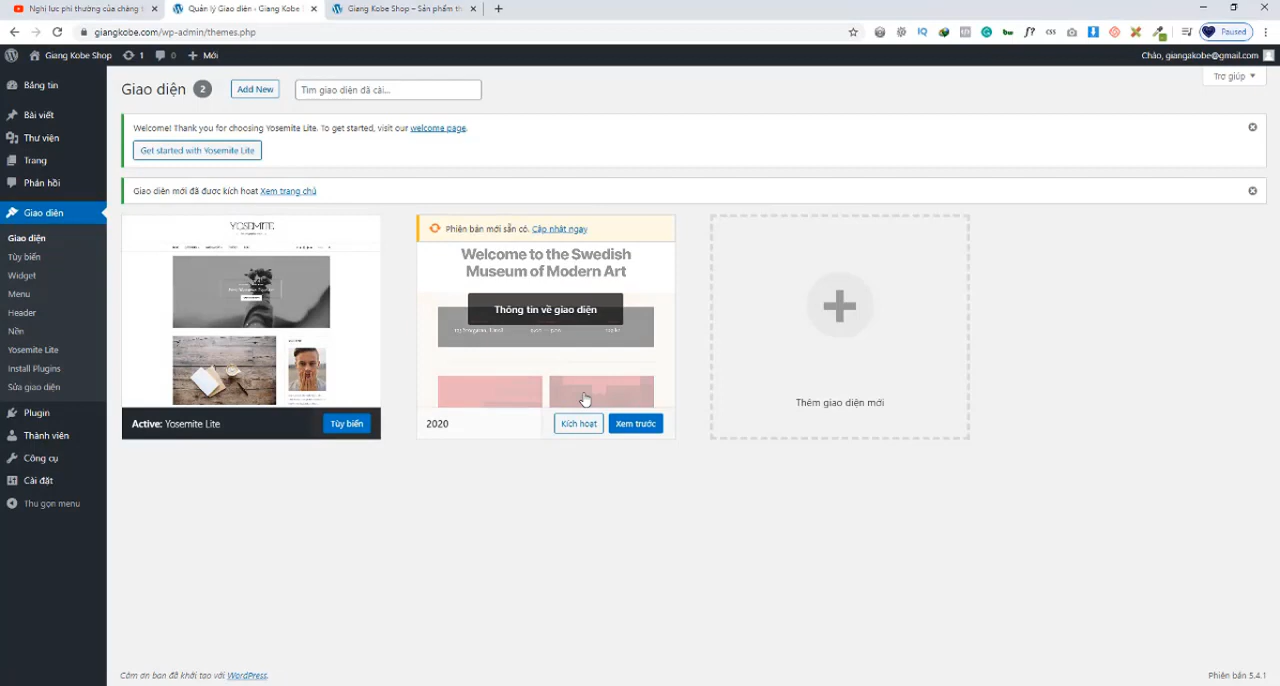 Nghị lực phi thường của chàng t
Quản lý Giao diện ‹ Giang Kobe
Giang Kobe Shop – Sản phẩm th
giangkobe.com/wp-admin/themes.php
Paused
Giang Kobe Shop
1
0
Mới
Chào, giangakobe@gmail.com
Bảng tin
Bài viết
Thư viện
Trang
Phản hồi
Giao diện
Giao diện
Tùy biến
Widget
Menu
Header
Nền
Yosemite Lite
Install Plugins
Sửa giao diện
Plugin
Thành viên
Công cụ
Cài đặt
Thu gọn menu
Giao diện 2
Add New
Tìm giao diện đã cài...
Trợ giúp
Welcome! Thank you for choosing Yosemite Lite. To get started, visit our welcome page.
Get started with Yosemite Lite
Giao diện mới đã được kích hoạt Xem trang chủ
YOSEMITE
Active: Yosemite Lite
Tùy biến
Phiên bản mới sẵn có. Cập nhật ngay
Welcome to the Swedish
Museum of Modern Art
Thông tin về giao diện
2020
Kích hoạt
Xem trước
Thêm giao diện mới
Cảm ơn bạn đã khởi tạo với WordPress.
Phiên bản 5.4.1